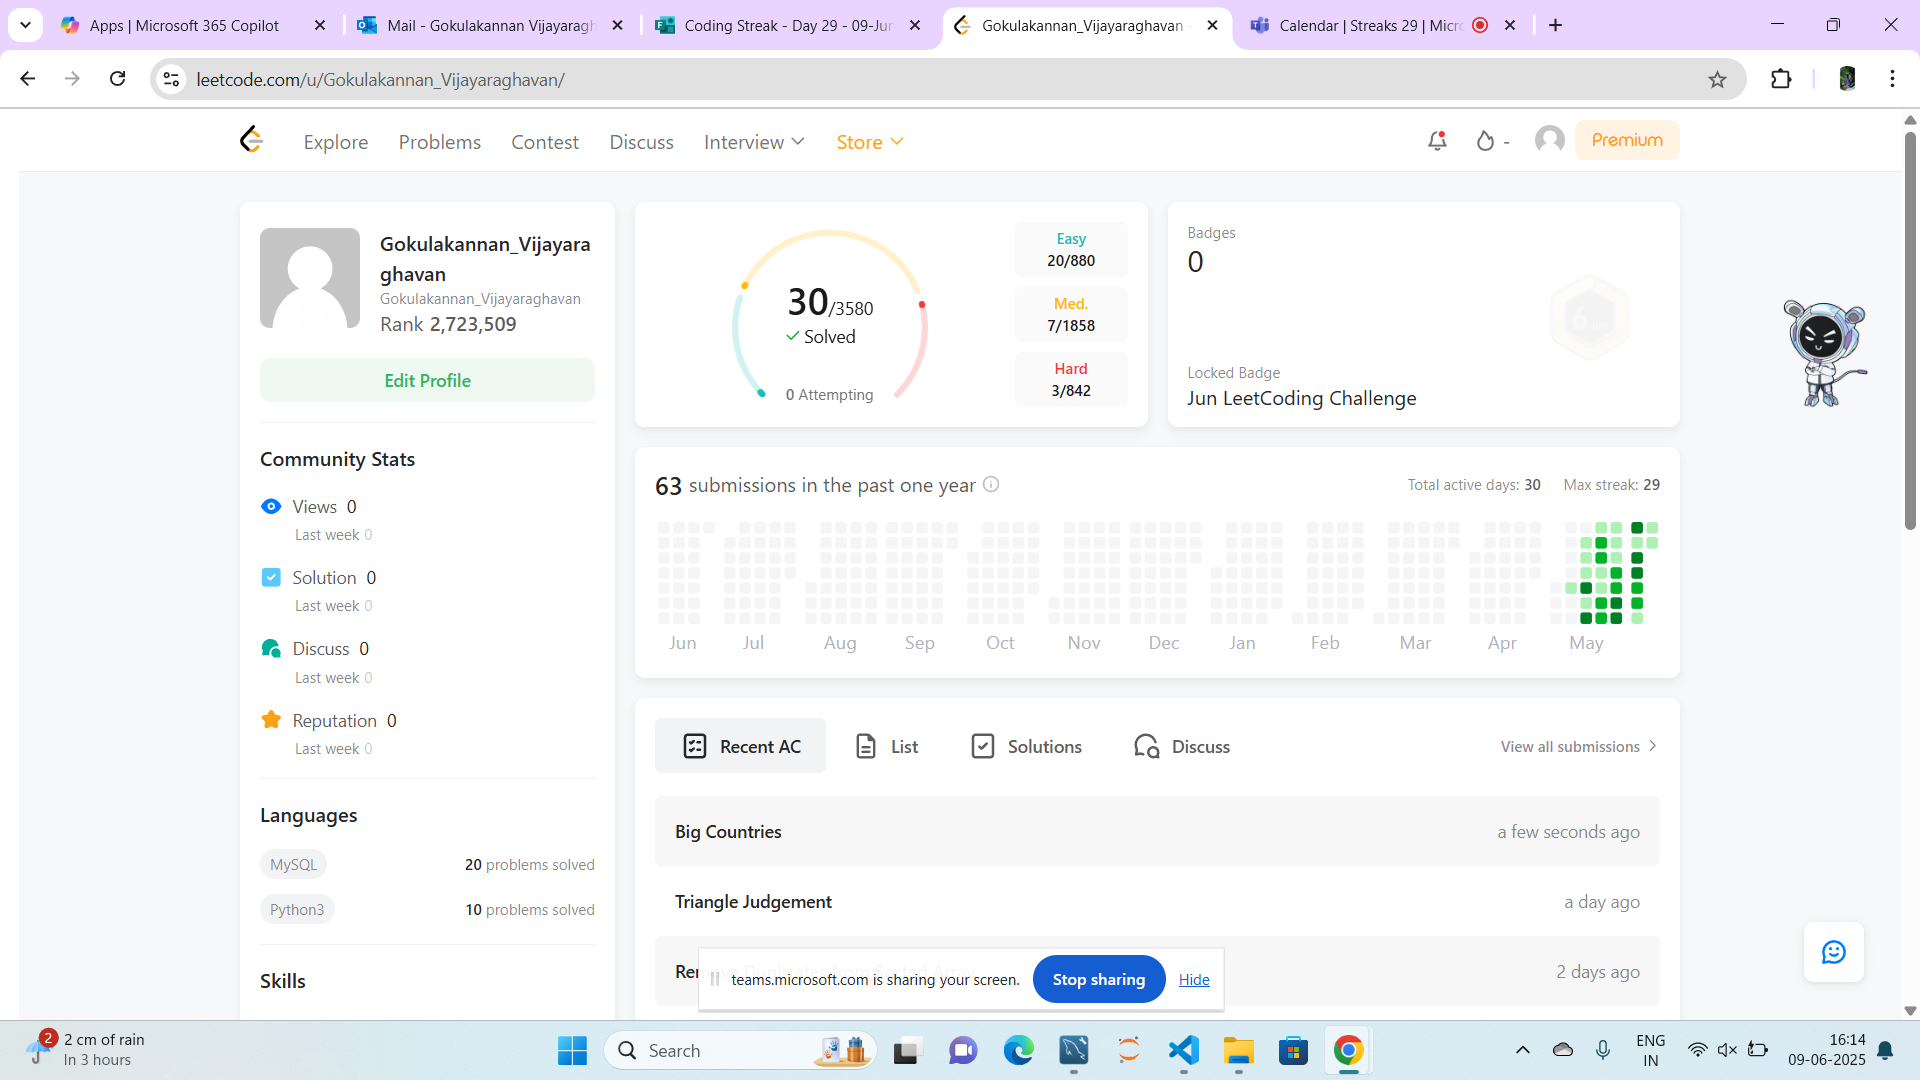 Apps | Microsoft 365 Copilot
Mail - Gokulakannan Vijayaragh
Coding Streak - Day 29 - 09-Jun
Gokulakannan_Vijayaraghavan -
Calendar | Streaks 29 | Micro
leetcode.com/u/Gokulakannan_Vijayaraghavan/
Explore Problems Contest Discuss Interview Store - Premium
Gokulakannan_Vijayara
ghavan
Gokulakannan_Vijayaraghavan
Rank 2,723,509
Edit Profile
Community Stats
Views 0
Last week 0
Solution 0
Last week 0
Discuss 0
Last week 0
Reputation 0
Last week 0
Languages
MySQL 20 problems solved
Python3 10 problems solved
Skills
30/3580
Solved
0 Attempting
Easy
20/880
Med.
7/1858
Hard
3/842
Badges
0
Locked Badge
Jun LeetCoding Challenge
63 submissions in the past one year
Total active days: 30 Max streak: 29
Jun Jul Aug Sep Oct Nov Dec Jan Feb Mar Apr May
Recent AC List Solutions Discuss View all submissions
Big Countries a few seconds ago
Triangle Judgement a day ago
2 days ago
teams.microsoft.com is sharing your screen. Stop sharing Hide
2
2 cm of rain
In 3 hours
Search
ENG
IN
16:14
09-06-2025